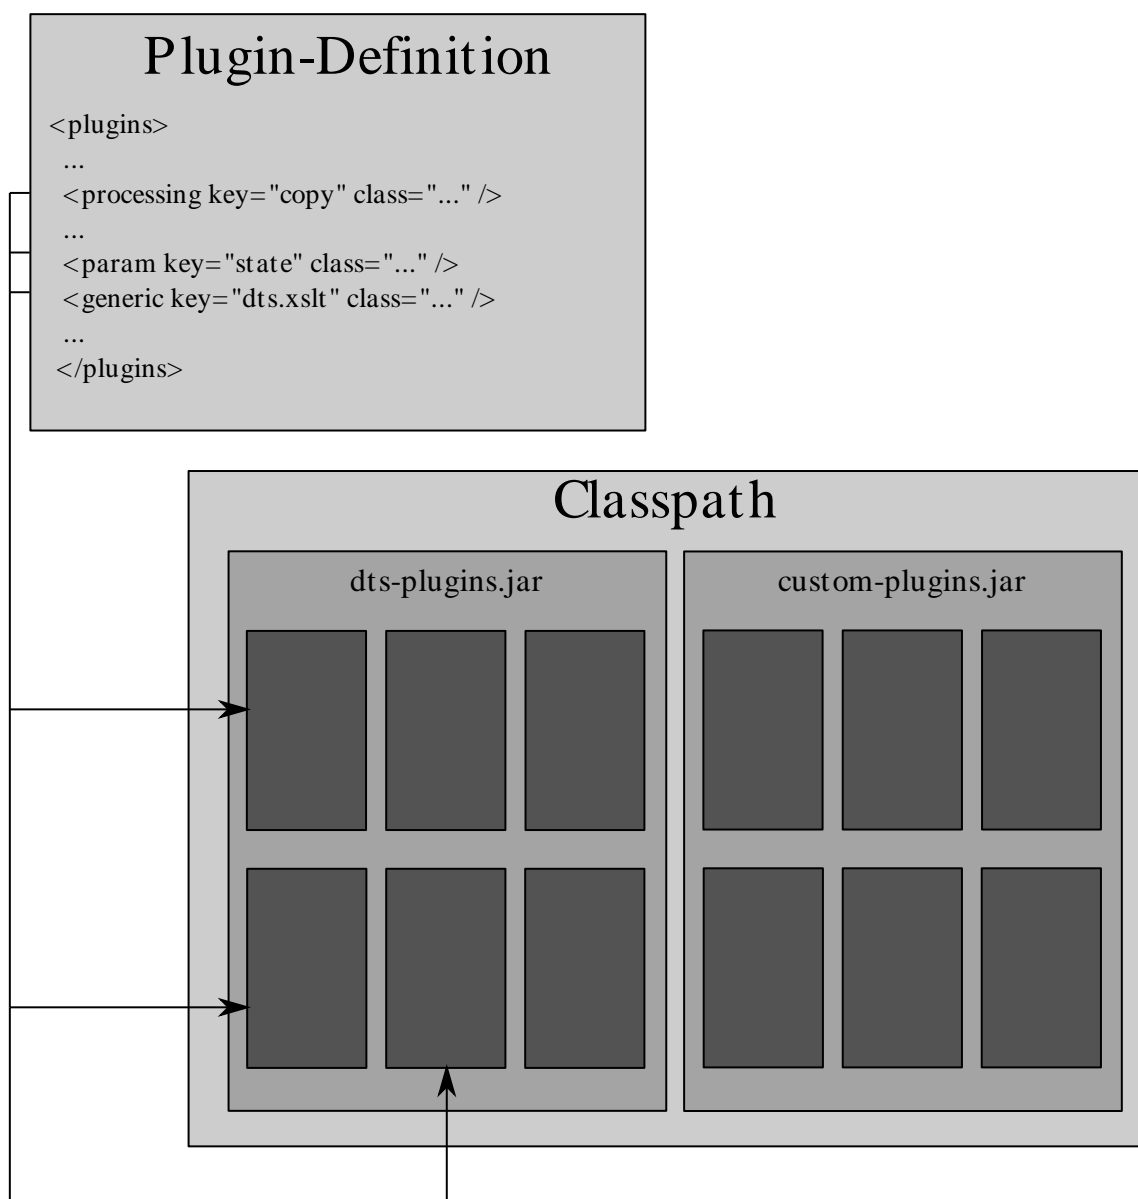 Plugin-Definition
<plugins>
...
<processing key="copy" class="..." />
...
<param key="state" class="..." />
<generic key="dts.xslt" class="..." />
...
</plugins>
Classpath
dts-plugins.jar
custom-plugins.jar